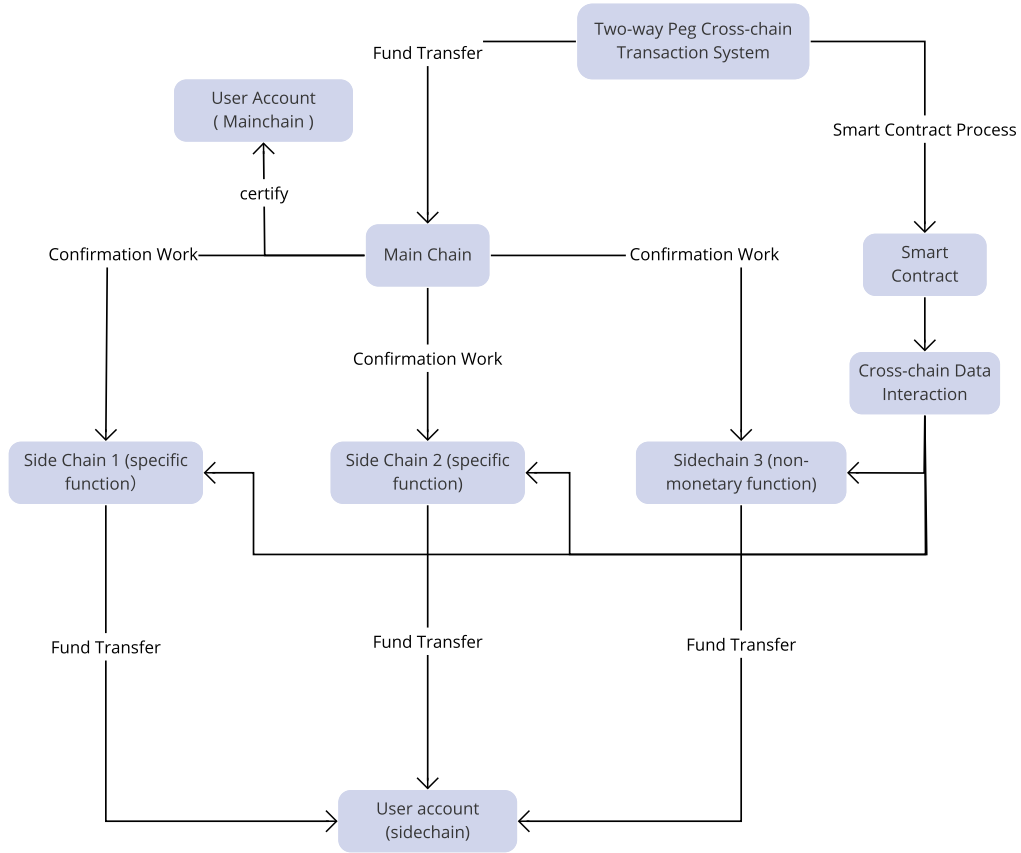 Two-way Peg Cross-chain
Transaction System
Fund Transfer
User Account
( Mainchain )
Smart Contract Process
certify
Confirmation Work
Main Chain
Confirmation Work
Smart
Contract
Confirmation Work
Cross-chain Data
Interaction
Side Chain 1 (specific
function）
Side Chain 2 (specific
function)
Sidechain 3 (non-
monetary function)
Fund Transfer
Fund Transfer
Fund Transfer
User account
(sidechain)